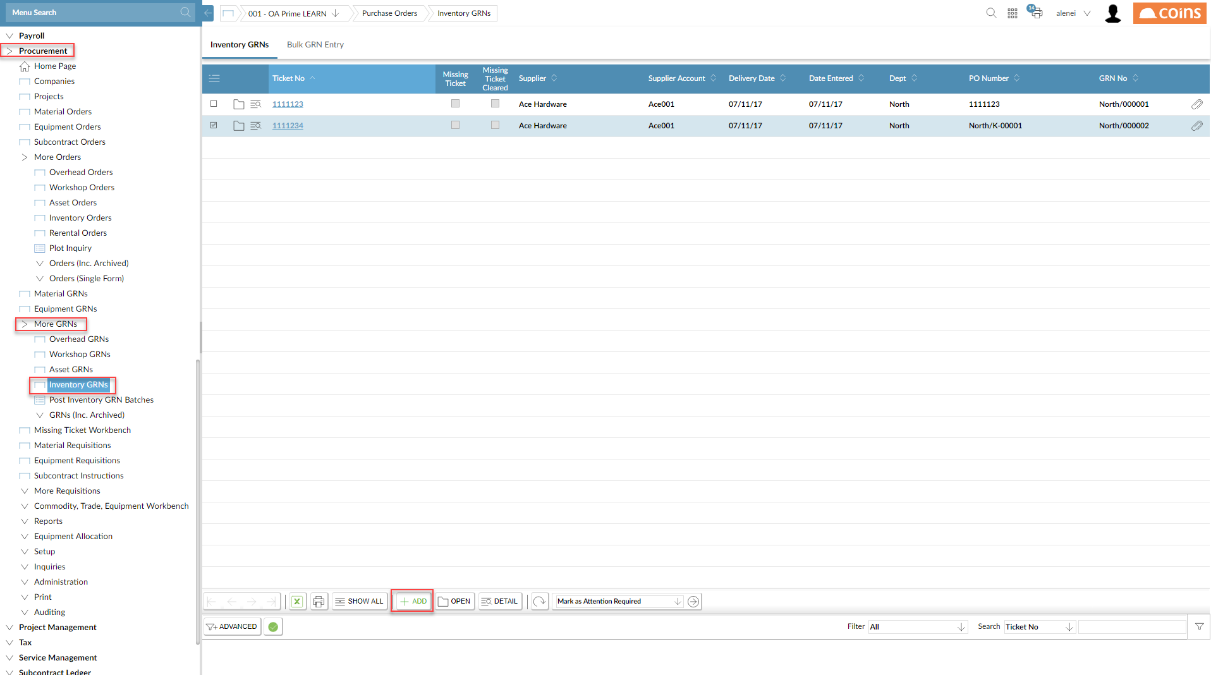 Menu Search
001 - OA Prime LEARN
Purchase Orders
Inventory GRNs
34
alenei
coins
Payroll
Procurement
Home Page
Companies
Projects
Material Orders
Equipment Orders
Subcontract Orders
More Orders
Overhead Orders
Workshop Orders
Asset Orders
Inventory Orders
Rerental Orders
Plot Inquiry
Orders (Inc. Archived)
Orders (Single Form)
Material GRNs
Equipment GRNs
More GRNs
Overhead GRNs
Workshop GRNs
Asset GRNs
Inventory GRNs
Post Inventory GRN Batches
GRNs (Inc. Archived)
Missing Ticket Workbench
Material Requisitions
Equipment Requisitions
Subcontract Instructions
More Requisitions
Commodity, Trade, Equipment Workbench
Reports
Equipment Allocation
Setup
Inquiries
Administration
Print
Auditing
Project Management
Tax
Service Management
Subcontract Ledger
Inventory GRNs Bulk GRN Entry
Ticket No Missing Ticket Missing Ticket Cleared Supplier Supplier Account Delivery Date Date Entered Dept PO Number GRN No
1111123 Ace Hardware Ace001 07/11/17 07/11/17 North 1111123 North/000001
1111234 Ace Hardware Ace001 07/11/17 07/11/17 North North/K-00001 North/000002
SHOW ALL ADD OPEN DETAIL Mark as Attention Required
ADVANCED Filter All Search Ticket No